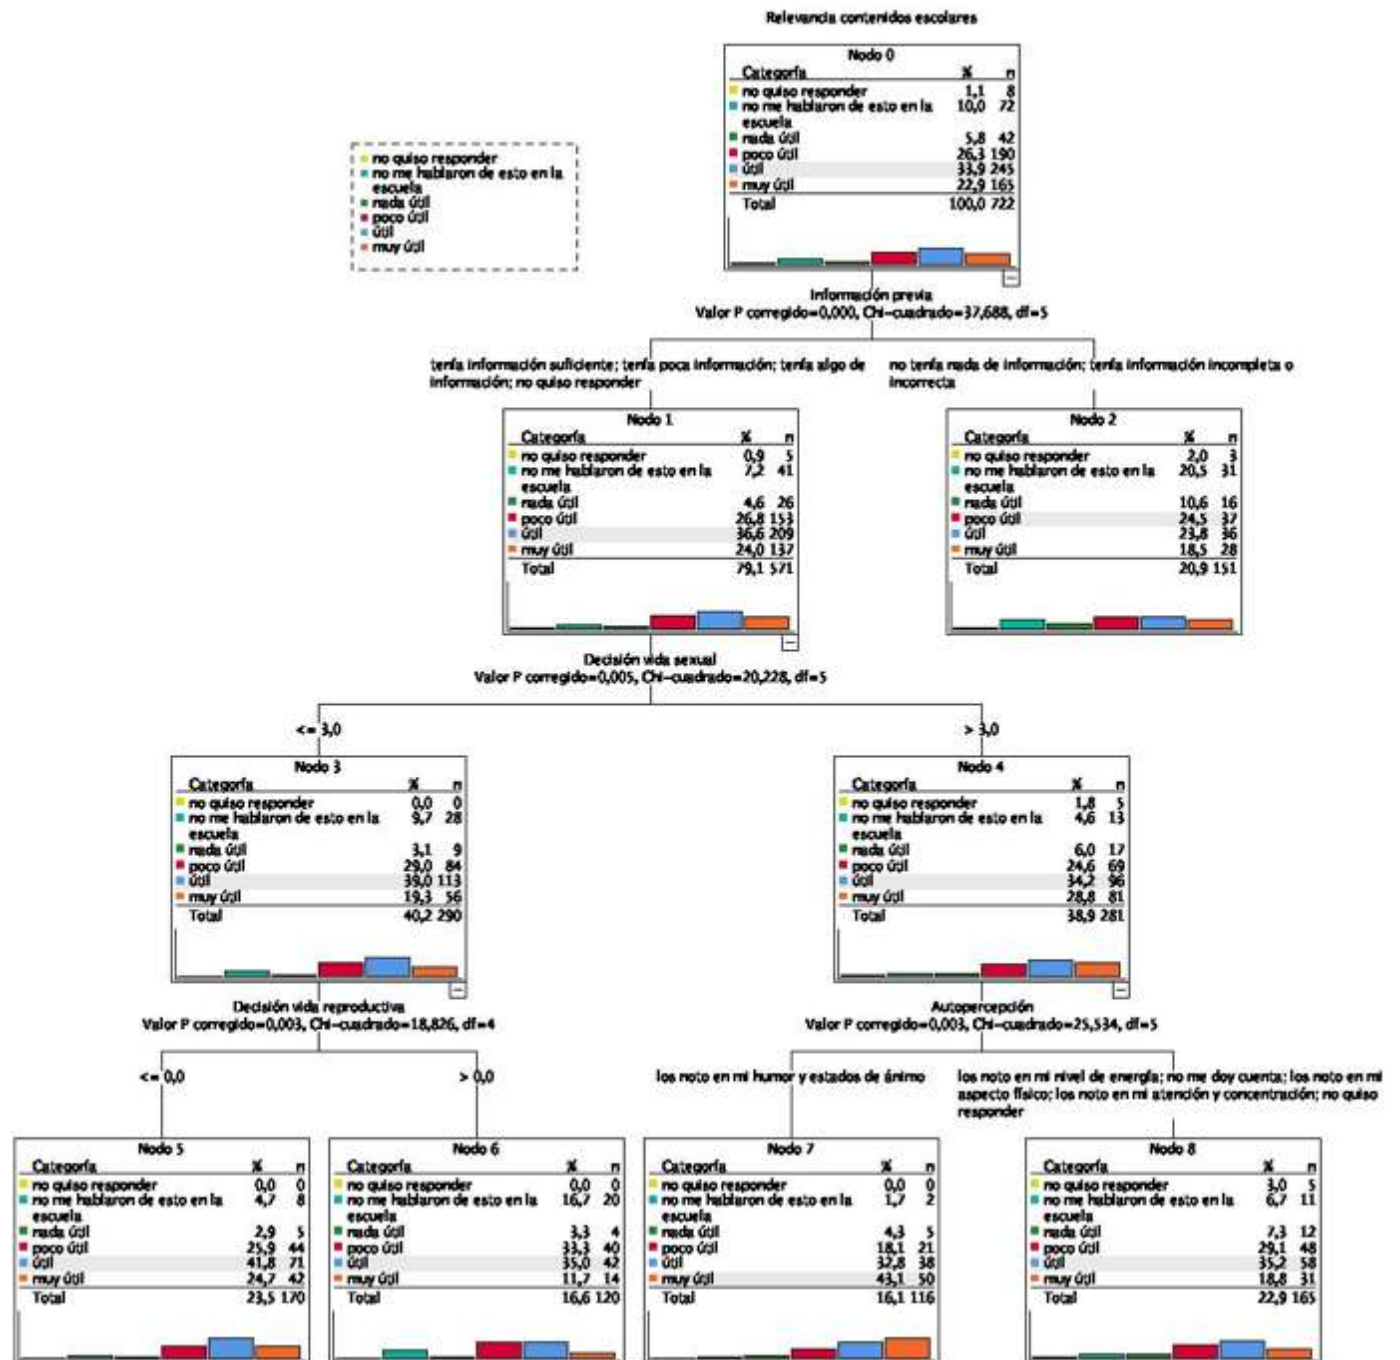 Relevancia contenidos escolares
Nodo 0
Categoría % n
no quiso responder 1,1 8
no me hablaron de esto en la 10,0 72
escuela
nada útil 5,8 42
poco útil 26,3 190
útil 33,9 245
muy útil 22,9 165
Total 100,0 722
no quiso responder
no me hablaron de esto en la
escuela
nada útil
poco útil
útil
muy útil
Información previa
Valor P corregido=0,000, Chi-cuadrado=37,688, df=5
tenía información suficiente; tenía poca información; tenía algo de
información; no quiso responder
no tenía nada de información; tenía información incompleta o
incorrecta
Nodo 1
Categoría % n
no quiso responder 0,9 5
no me hablaron de esto en la 7,2 41
escuela
nada útil 4,6 26
poco útil 26,8 153
útil 36,6 209
muy útil 24,0 137
Total 79,1 571
Nodo 2
Categoría % n
no quiso responder 2,0 3
no me hablaron de esto en la 20,5 31
escuela
nada útil 10,6 16
poco útil 24,5 37
útil 23,8 36
muy útil 18,5 28
Total 20,9 151
Decisión vida sexual
Valor P corregido=0,005, Chi-cuadrado=20,228, df=5
<= 3,0
> 3,0
Nodo 3
Categoría % n
no quiso responder 0,0 0
no me hablaron de esto en la 9,7 28
escuela
nada útil 3,1 9
poco útil 29,0 84
útil 39,0 113
muy útil 19,3 56
Total 40,2 290
Nodo 4
Categoría % n
no quiso responder 1,8 5
no me hablaron de esto en la 4,6 13
escuela
nada útil 6,0 17
poco útil 24,6 69
útil 34,2 96
muy útil 28,8 81
Total 38,9 281
Decisión vida reproductiva
Valor P corregido=0,003, Chi-cuadrado=18,826, df=4
Autopercepción
Valor P corregido=0,003, Chi-cuadrado=25,534, df=5
<= 0,0
> 0,0
los noto en mi humor y estados de ánimo
los noto en mi nivel de energía; no me doy cuenta; los noto en mi
aspecto físico; los noto en mi atención y concentración; no quiso
responder
Nodo 5
Categoría % n
no quiso responder 0,0 0
no me hablaron de esto en la 4,7 8
escuela
nada útil 2,9 5
poco útil 25,9 44
útil 41,8 71
muy útil 24,7 42
Total 23,5 170
Nodo 6
Categoría % n
no quiso responder 0,0 0
no me hablaron de esto en la 16,7 20
escuela
nada útil 3,3 4
poco útil 33,3 40
útil 35,0 42
muy útil 11,7 14
Total 16,6 120
Nodo 7
Categoría % n
no quiso responder 0,0 0
no me hablaron de esto en la 1,7 2
escuela
nada útil 4,3 5
poco útil 18,1 21
útil 32,8 38
muy útil 43,1 50
Total 16,1 116
Nodo 8
Categoría % n
no quiso responder 3,0 5
no me hablaron de esto en la 6,7 11
escuela
nada útil 7,3 12
poco útil 29,1 48
útil 35,2 58
muy útil 18,8 31
Total 22,9 165